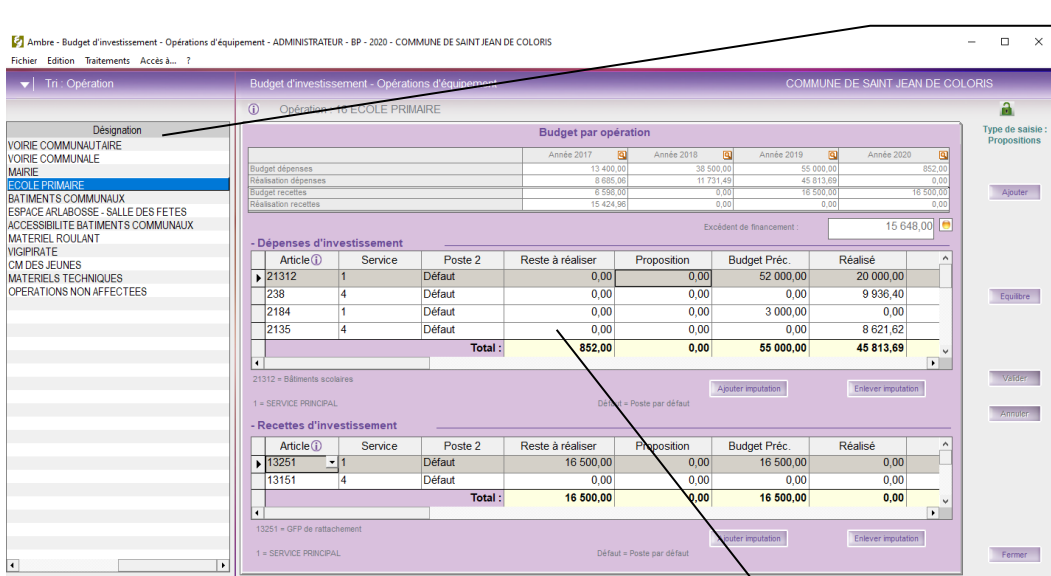 Ambre - Budget d'investissement - Opérations d'équipement - ADMINISTRATEUR - BP - 2020 - COMMUNE DE SAINT JEAN DE COLORIS
Fichier Edition Traitements Accès à... ?
Tri : Opération
Budget d'investissement - Opérations d'équipement
COMMUNE DE SAINT JEAN DE COLORIS
Opération : 16 ECOLE PRIMAIRE
Désignation
VOIRIE COMMUNAUTAIRE
VOIRIE COMMUNALE
MAIRIE
ECOLE PRIMAIRE
BATIMENTS COMMUNAUX
ESPACE ARLABOSSE - SALLE DES FETES
ACCESSIBILITE BATIMENTS COMMUNAUX
MATERIEL ROULANT
VIGIPIRATE
CM DES JEUNES
MATERIELS TECHNIQUES
OPERATIONS NON AFFECTEES
Budget par opération
Année 2017 Année 2018 Année 2019 Année 2020
Budget dépenses 13 400,00 38 500,00 55 000,00 852,00
Réalisation dépenses 8 685,06 11 731,49 45 813,69 0,00
Budget recettes 6 598,00 0,00 16 500,00 16 500,00
Réalisation recettes 15 424,96 0,00 0,00 0,00
Excédent de financement : 15 648,00
- Dépenses d'investissement
Article Service Poste 2 Reste à réaliser Proposition Budget Préc. Réalisé
21312 1 Défaut 0,00 0,00 52 000,00 20 000,00
238 4 Défaut 0,00 0,00 0,00 9 936,40
2184 1 Défaut 0,00 0,00 3 000,00 0,00
2135 4 Défaut 0,00 0,00 0,00 8 621,62
Total : 852,00 0,00 55 000,00 45 813,69
21312 = Bâtiments scolaires
Ajouter imputation Enlever imputation
1 = SERVICE PRINCIPAL Défaut = Poste par défaut
- Recettes d'investissement
Article Service Poste 2 Reste à réaliser Proposition Budget Préc. Réalisé
13251 1 Défaut 16 500,00 0,00 16 500,00 0,00
13151 4 Défaut 0,00 0,00 0,00 0,00
Total : 16 500,00 0,00 16 500,00 0,00
13251 = GFP de rattachement
Ajouter imputation Enlever imputation
1 = SERVICE PRINCIPAL Défaut = Poste par défaut
Type de saisie :
Propositions
Ajouter
Equilibre
Valider
Annuler
Fermer